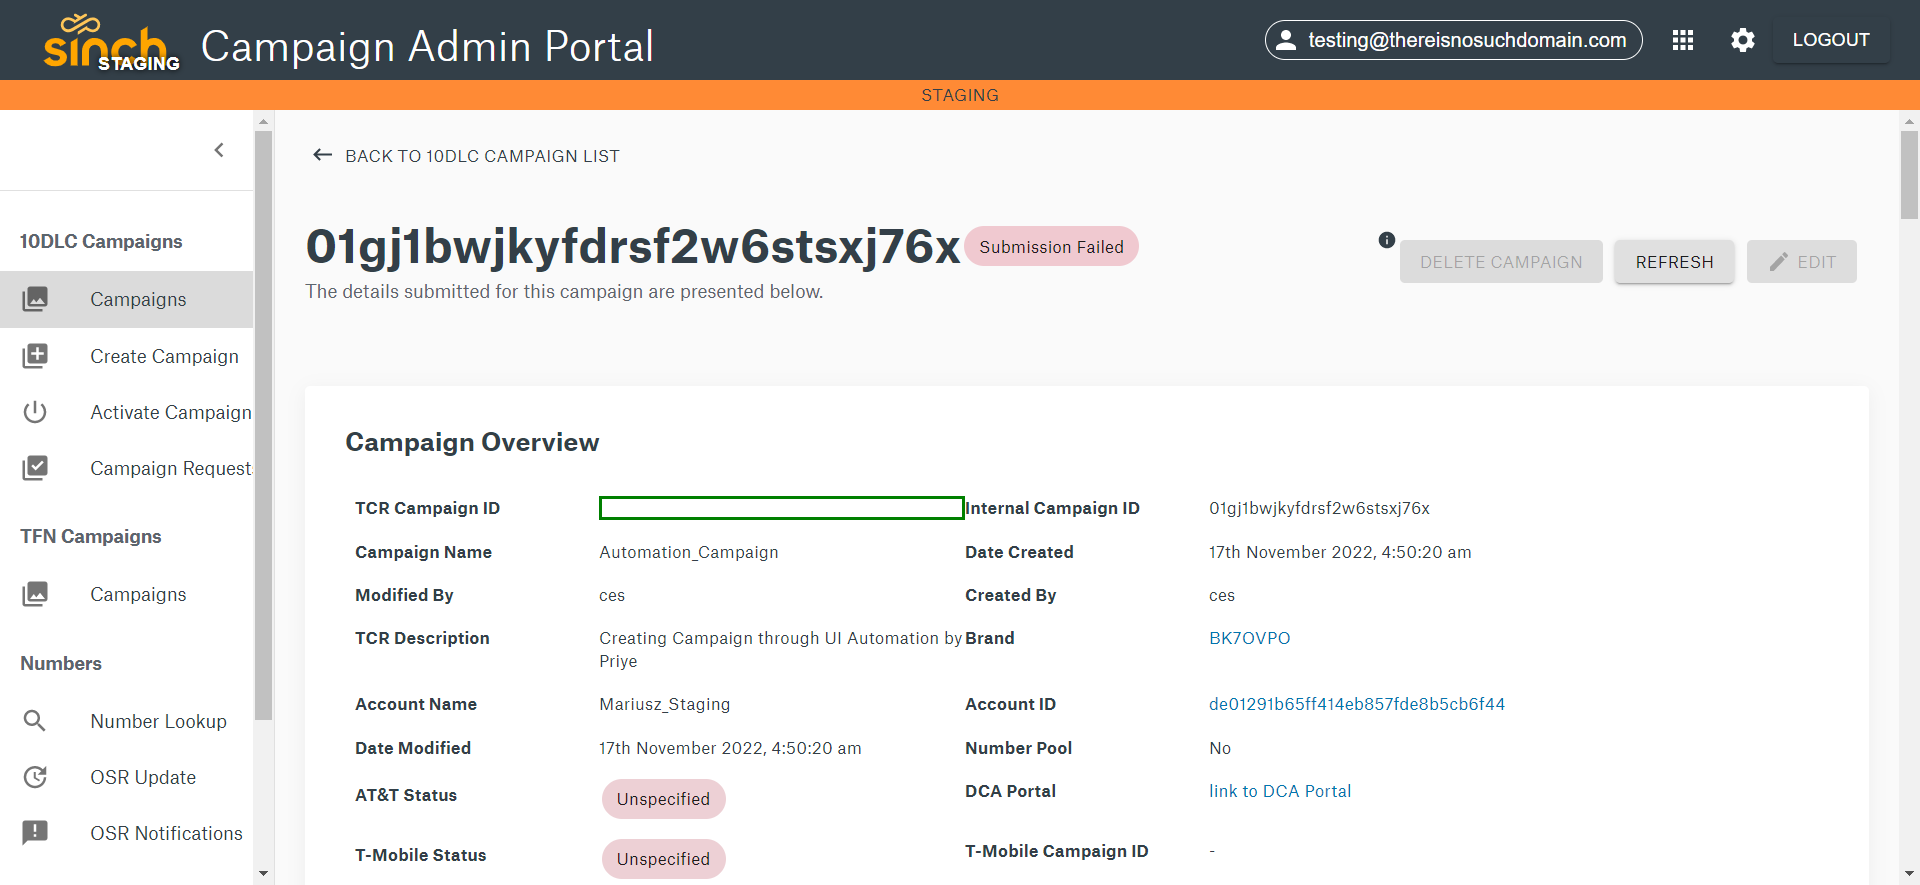 sinch STAGING Campaign Admin Portal testing@thereisnosuchdomain.com LOGOUT
STAGING
BACK TO 10DLC CAMPAIGN LIST
01gj1bwjkyfdrsf2w6stsxj76x Submission Failed
DELETE CAMPAIGN REFRESH EDIT
The details submitted for this campaign are presented below.
10DLC Campaigns
Campaigns
Create Campaign
Activate Campaign
Campaign Requests
TFN Campaigns
Campaigns
Numbers
Number Lookup
OSR Update
OSR Notifications
Campaign Overview
TCR Campaign ID Internal Campaign ID 01gj1bwjkyfdrsf2w6stsxj76x
Campaign Name Automation_Campaign Date Created 17th November 2022, 4:50:20 am
Modified By ces Created By ces
TCR Description Creating Campaign through UI Automation by Brand BK7OVPO
Priye
Account Name Mariusz_Staging Account ID de01291b65ff414eb857fde8b5cb6f44
Date Modified 17th November 2022, 4:50:20 am Number Pool No
AT&T Status Unspecified DCA Portal link to DCA Portal
T-Mobile Status Unspecified T-Mobile Campaign ID -